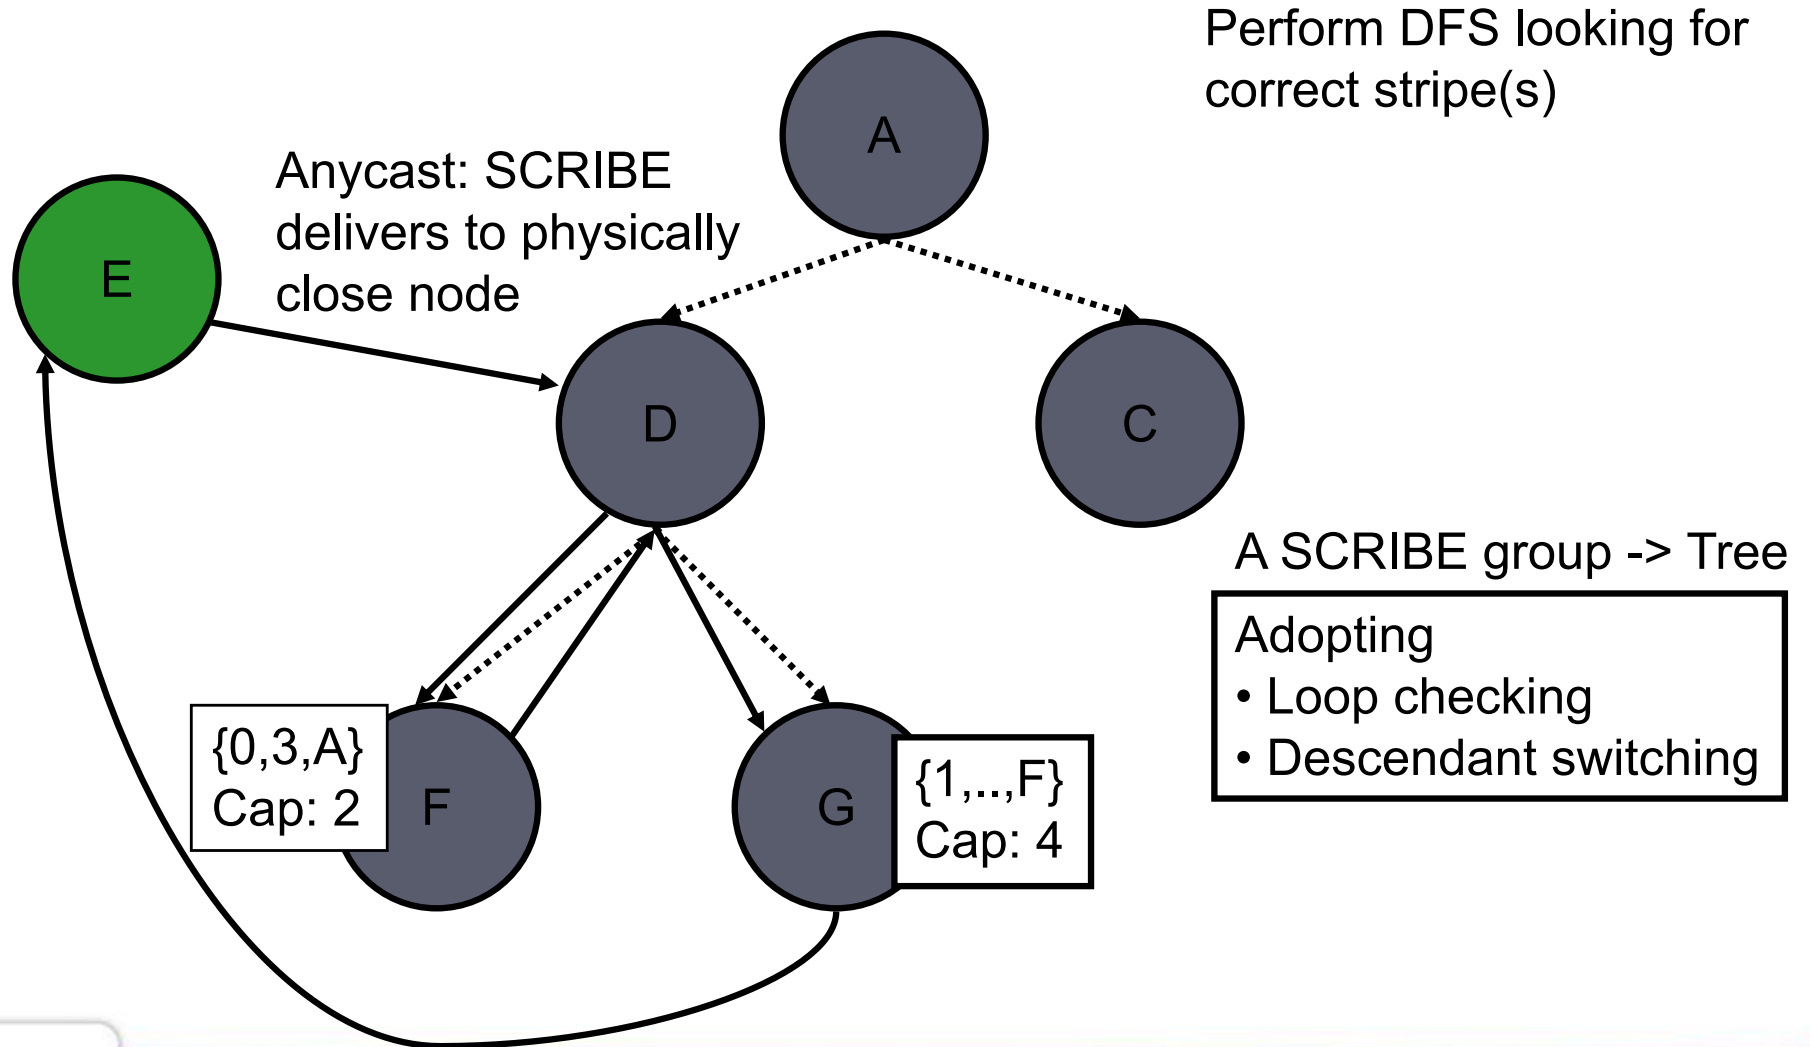 Perform DFS looking for
correct stripe(s)
A
Anycast: SCRIBE
delivers to physically
close node
E
D
C
A SCRIBE group -> Tree
Adopting
• Loop checking
• Descendant switching
{0,3,A}
Cap: 2
F
G
{1,..,F}
Cap: 4